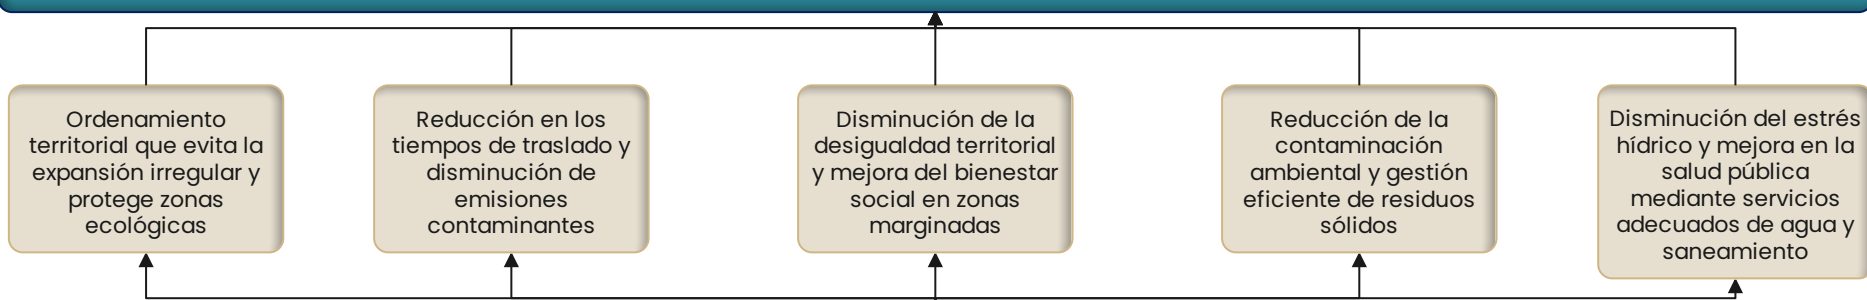 Ordenamiento
territorial que evita la
expansión irregular y
protege zonas
ecológicas
Reducción en los
tiempos de traslado y
disminución de
emisiones
contaminantes
Disminución de la
desigualdad territorial
y mejora del bienestar
social en zonas
marginadas
Reducción de la
contaminación
ambiental y gestión
eficiente de residuos
sólidos
Disminución del estrés
hídrico y mejora en la
salud pública
mediante servicios
adecuados de agua y
saneamiento